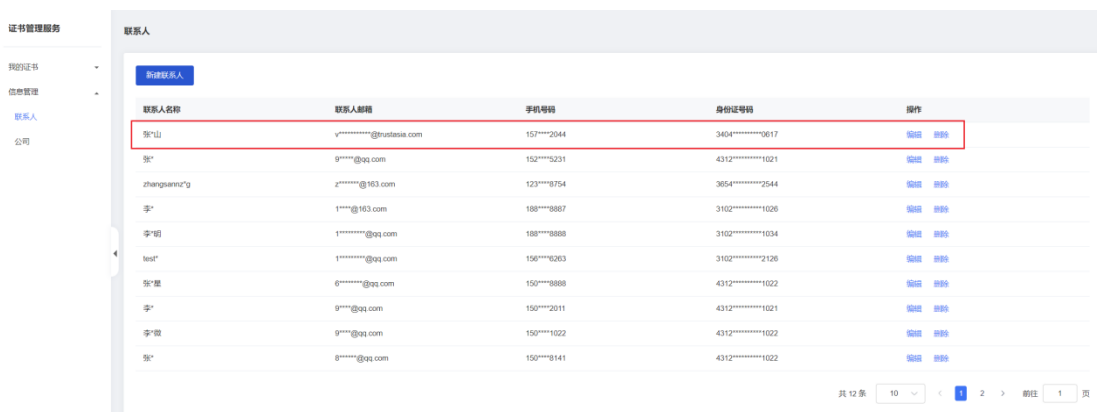 证书管理服务
联系人
我的证书
新建联系人
信息管理
联系人
公司
联系人名称 联系人邮箱 手机号码 身份证号码 操作
张*山 v***********@trustasia.com 157****2044 3404**********0617 编辑 删除
张* 9*****@qq.com 152****5231 4312**********1021 编辑 删除
zhangsannz*g z*******@163.com 123****8754 3654**********2544 编辑 删除
李* 1****@163.com 188****8887 3102**********1026 编辑 删除
李*明 1*********@qq.com 188****8888 3102**********1034 编辑 删除
test* 1*********@qq.com 156****6263 3102**********2126 编辑 删除
张*星 6********@qq.com 150****8888 4312**********1022 编辑 删除
李* 9****@qq.com 150****2011 4312**********1021 编辑 删除
李*微 9****@qq.com 150****1022 4312**********1022 编辑 删除
张* 8******@qq.com 150****8141 4312**********1022 编辑 删除
共 12 条 10 1 2 前往 1 页